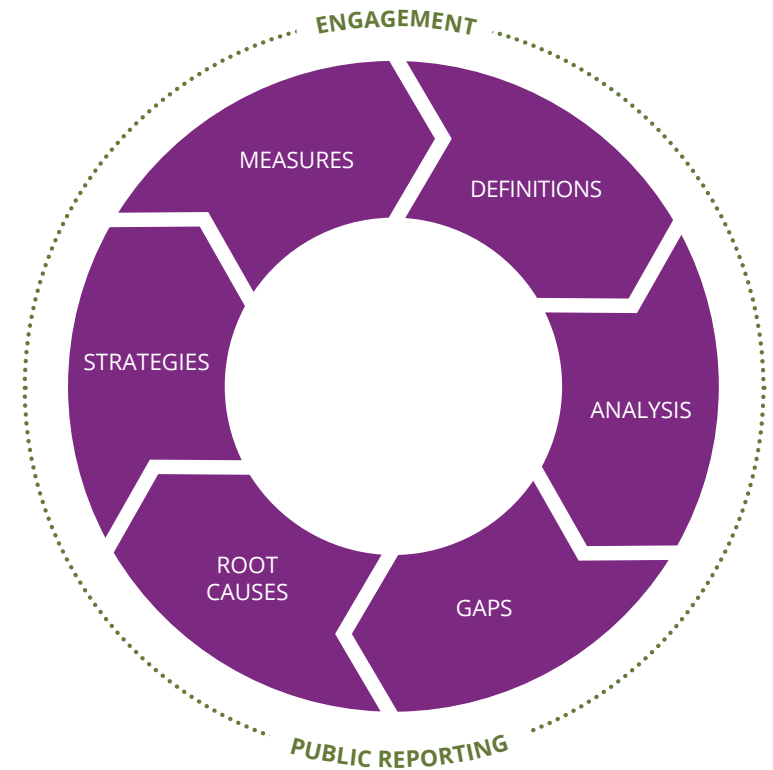 ENGAGEMENT
MEASURES
DEFINITIONS
STRATEGIES
ANALYSIS
ROOT
CAUSES
GAPS
PUBLIC REPORTING